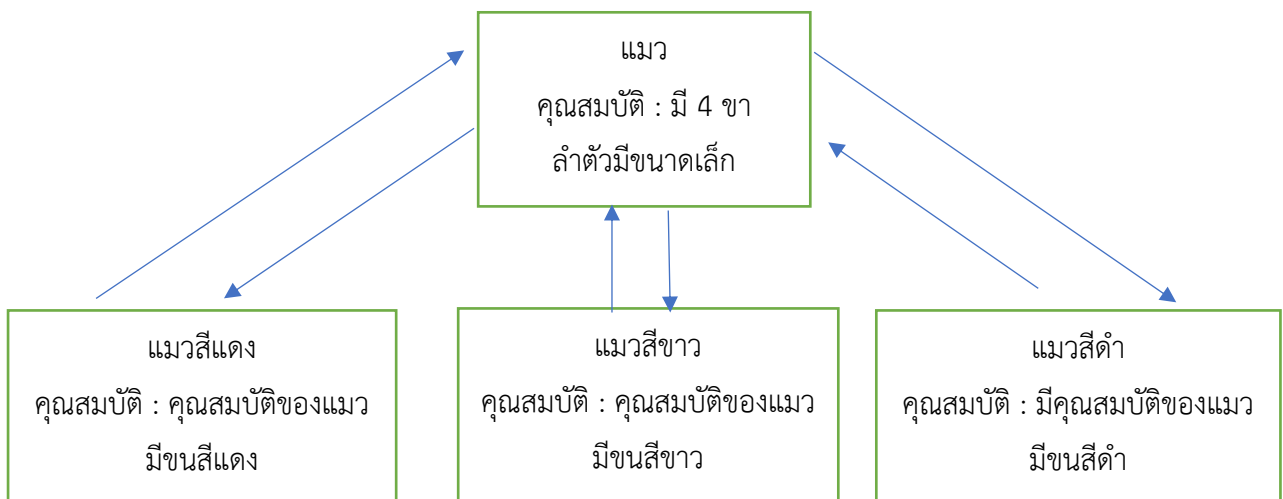 แมว
คุณสมบัติ : มี 4 ขา
ลำตัวมีขนาดเล็ก
แมวสีแดง
คุณสมบัติ : คุณสมบัติของแมว
มีขนสีแดง
แมวสีขาว
คุณสมบัติ : คุณสมบัติของแมว
มีขนสีขาว
แมวสีดำ
คุณสมบัติ : มีคุณสมบัติของแมว
มีขนสีดำ